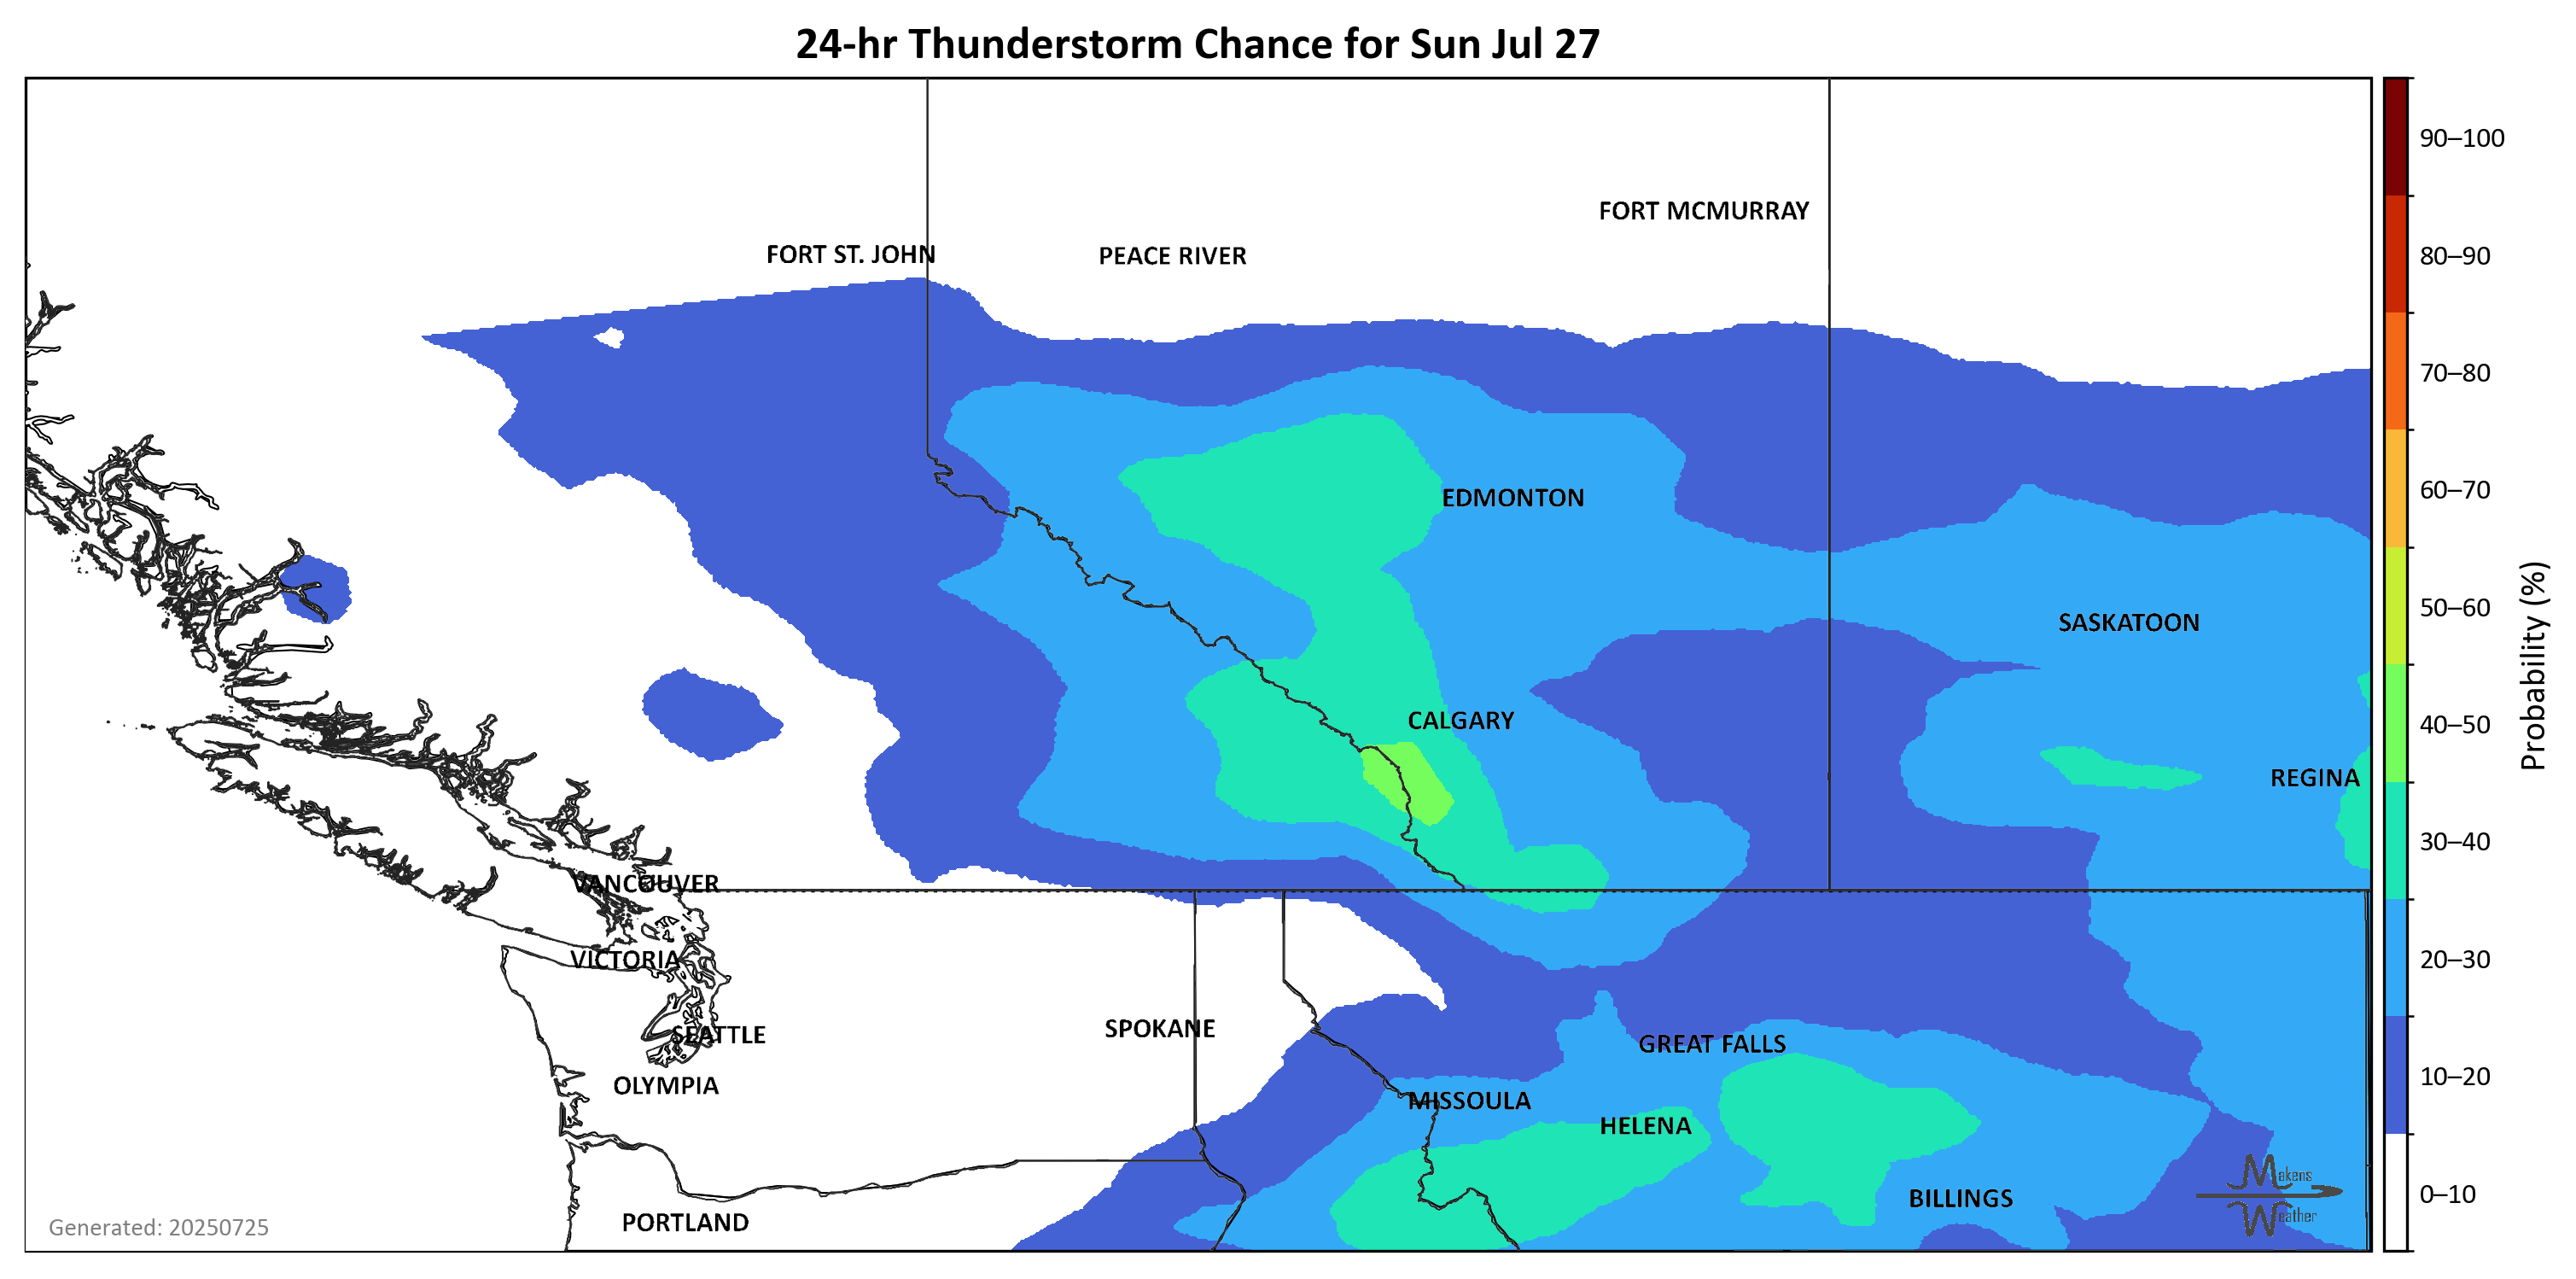 24-hr Thunderstorm Chance for Sun Jul 27
90–100
FORT MCMURRAY
FORT ST. JOHN
PEACE RIVER
80–90
70–80
60–70
EDMONTON
50–60
SASKATOON
Probability (%)
CALGARY
40–50
REGINA
30–40
VANCOUVER
VICTORIA
20–30
SPOKANE
SEATTLE
GREAT FALLS
10–20
OLYMPIA
MISSOULA
HELENA
Makens
Weather
0–10
BILLINGS
PORTLAND
Generated: 20250725